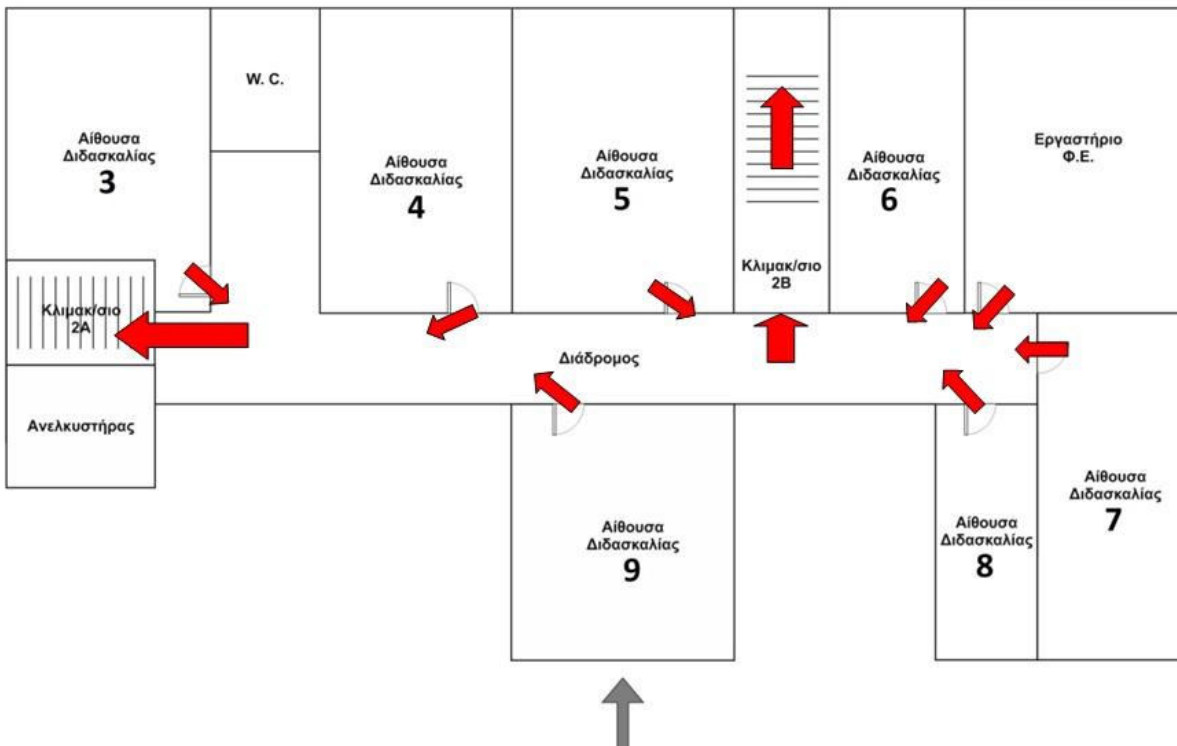 W. C.
Αίθουσα
Διδασκαλίας
3
Αίθουσα
Διδασκαλίας
4
Αίθουσα
Διδασκαλίας
5
Αίθουσα
Διδασκαλίας
6
Εργαστήριο
Φ.Ε.
Κλιμακ/σιο
2Α
Κλιμακ/σιο
2Β
Διάδρομος
Ανελκυστήρας
Αίθουσα
Διδασκαλίας
9
Αίθουσα
Διδασκαλίας
8
Αίθουσα
Διδασκαλίας
7